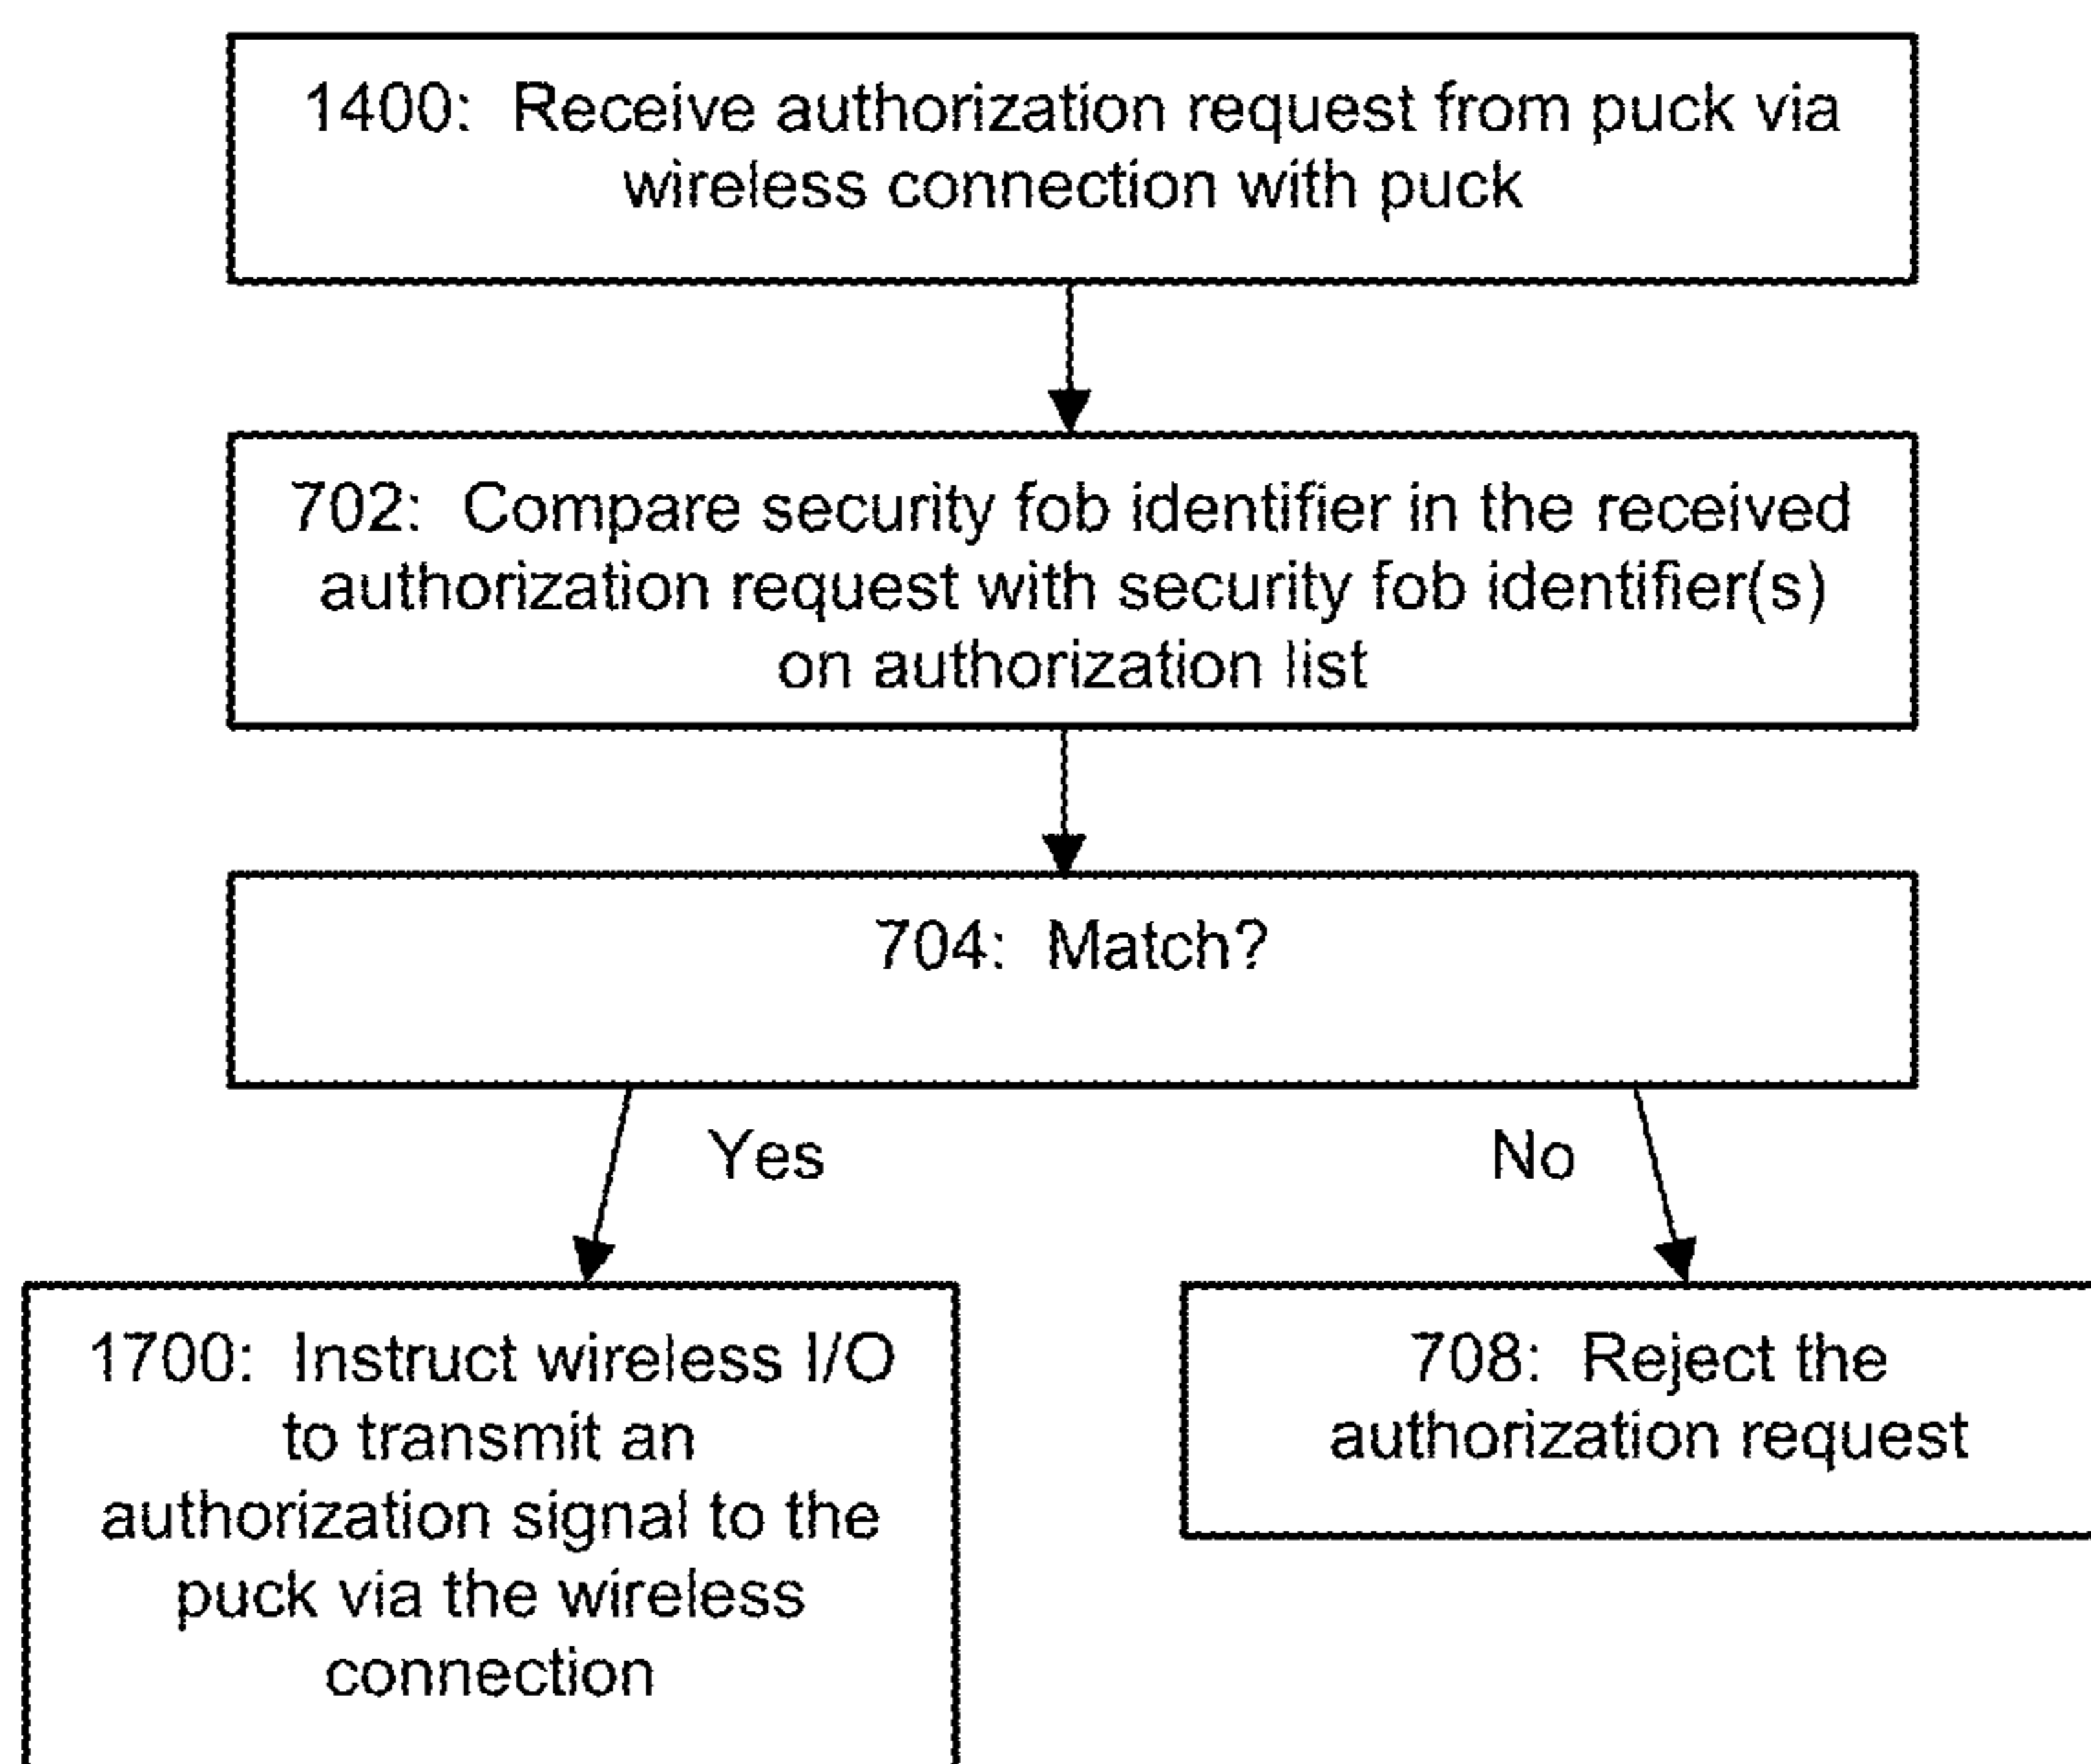 1400: Receive authorization request from puck via
wireless connection with puck
702: Compare security fob identifier in the received
authorization request with security fob identifier(s)
on authorization list
704: Match?
Yes
No
1700: Instruct wireless I/O
to transmit an
authorization signal to the
puck via the wireless
connection
708: Reject the
authorization request